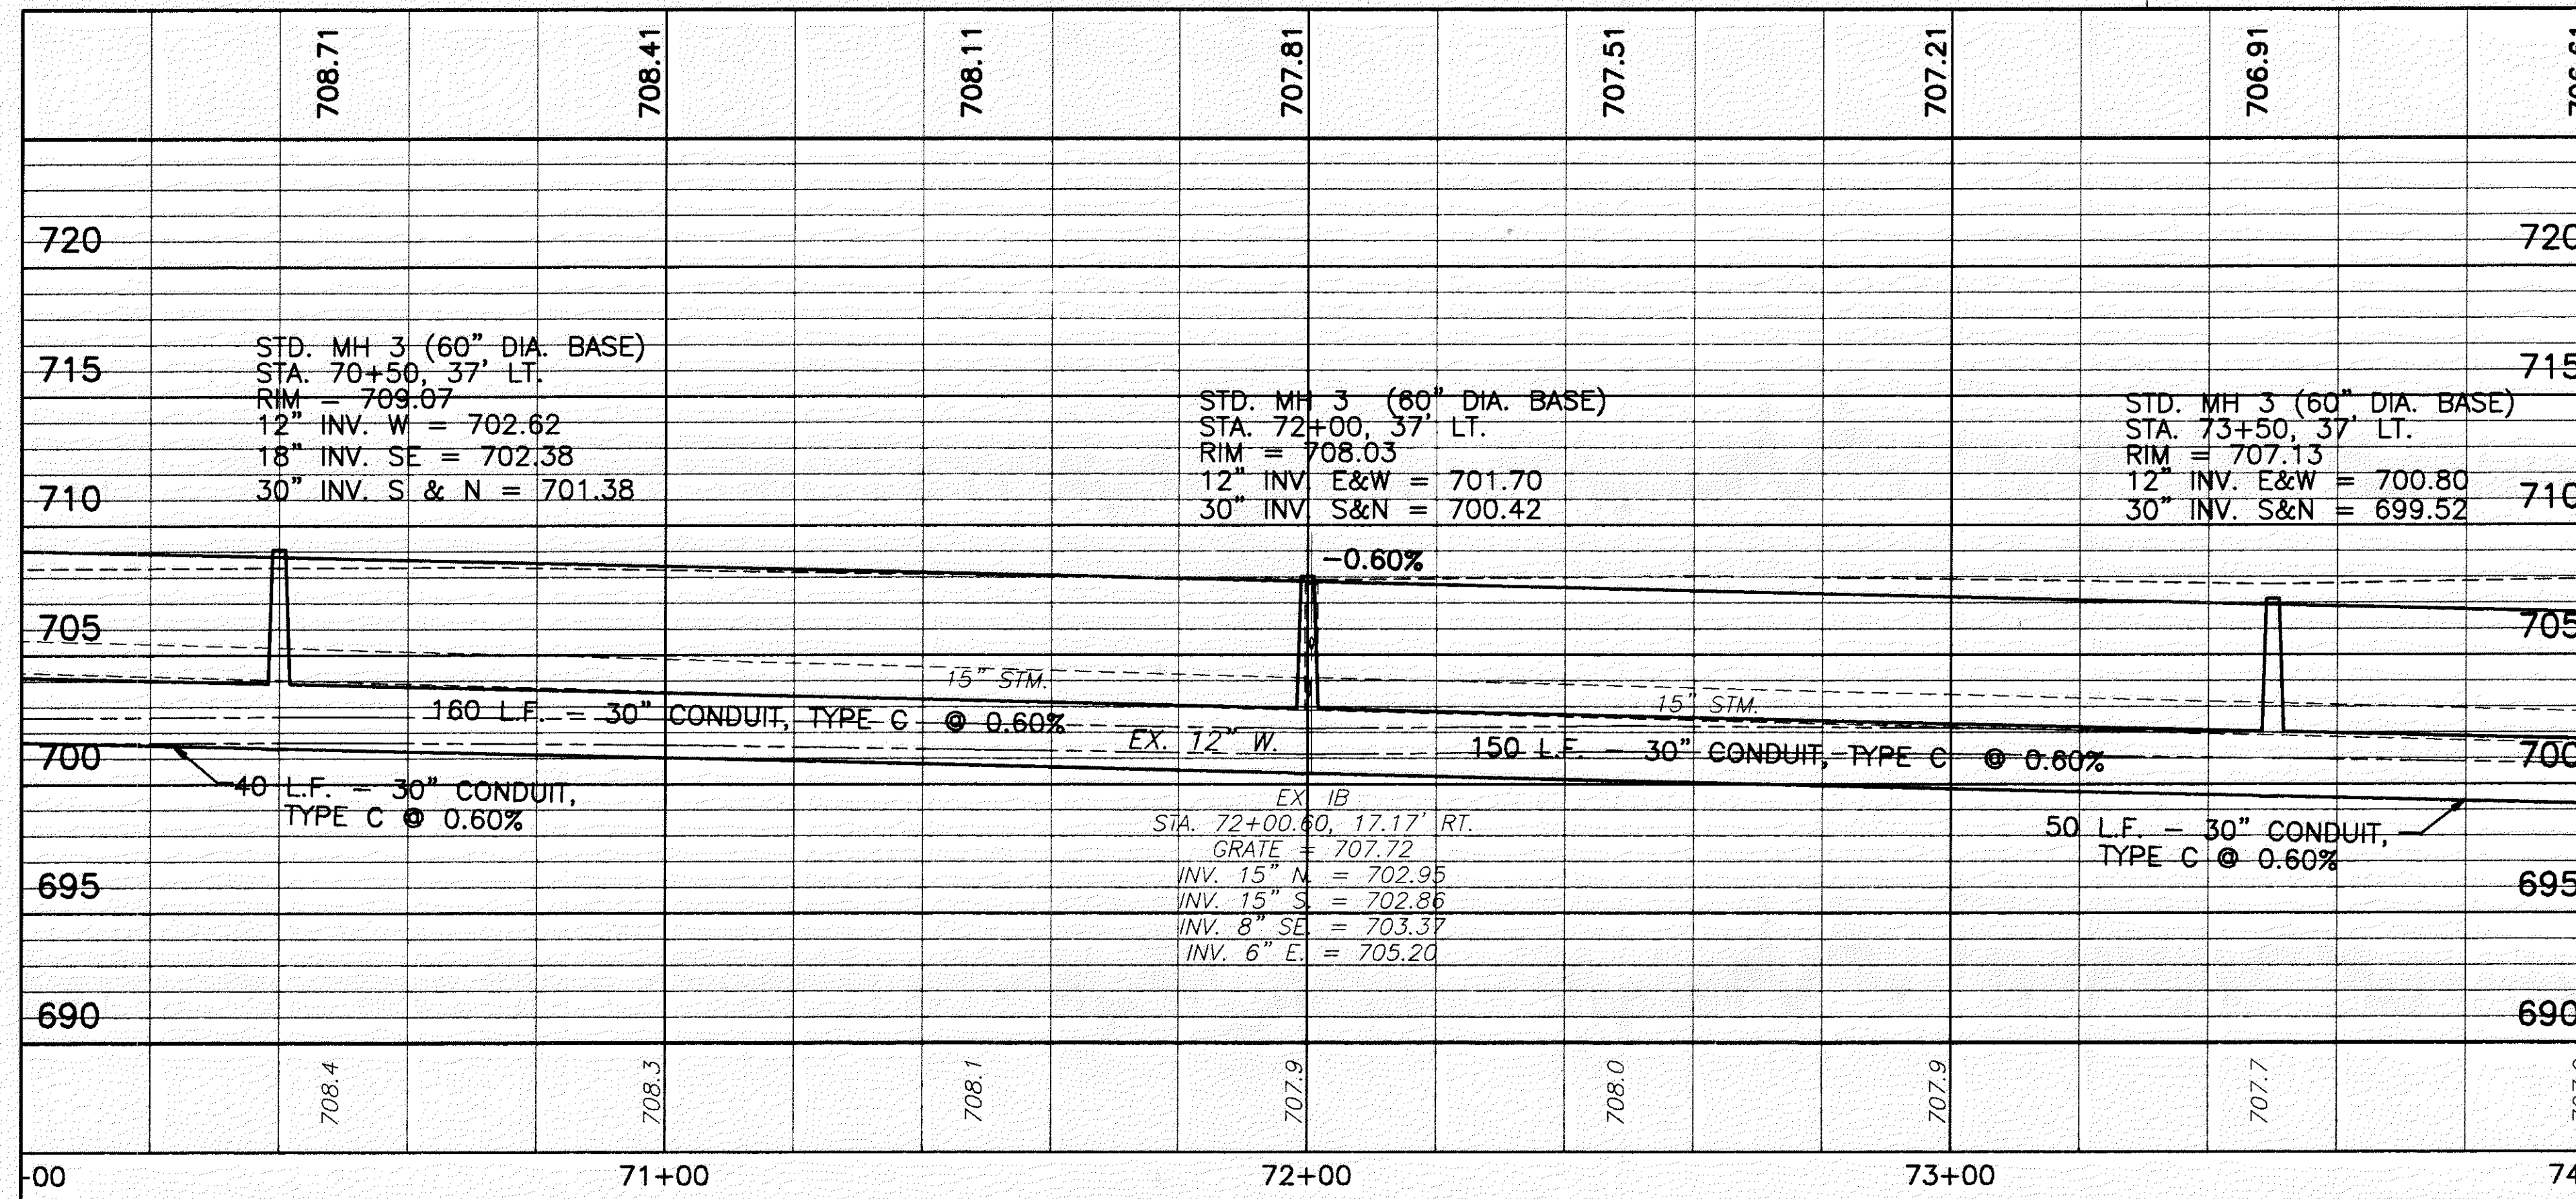 708.71
708.41
708.11
707.81
707.51
707.21
706.91
720
720
STD. MH 3 (60" DIA. BASE)
STA. 70+50, 37' LT.
RIM = 709.07
12" INV. W = 702.62
18" INV. SE = 702.38
30" INV. S & N = 701.38
715
715
STD. MH 3 (60" DIA. BASE)
STA. 72+00, 37' LT.
RIM = 708.03
12" INV. E&W = 701.70
30" INV. S&N = 700.42
STD. MH 3 (60" DIA. BASE)
STA. 73+50, 37' LT.
RIM = 707.13
12" INV. E&W = 700.80
30" INV. S&N = 699.52
710
710
-0.60%
705
705
15" STM.
15" STM.
160 L.F. - 30" CONDUIT, TYPE C @ 0.60%
EX. 12" W.
150 L.F. - 30" CONDUIT, TYPE C @ 0.60%
700
700
40 L.F. - 30" CONDUIT,
TYPE C @ 0.60%
EX. IB
STA. 72+00.60, 17.17' RT.
GRATE = 707.72
INV. 15" N. = 702.95
INV. 15" S. = 702.86
INV. 8" SE. = 703.37
INV. 6" E. = 705.20
50 L.F. - 30" CONDUIT,
TYPE C @ 0.60%
695
695
690
690
708.4
708.3
708.1
707.9
708.0
707.9
707.7
-00
71+00
72+00
73+00
74